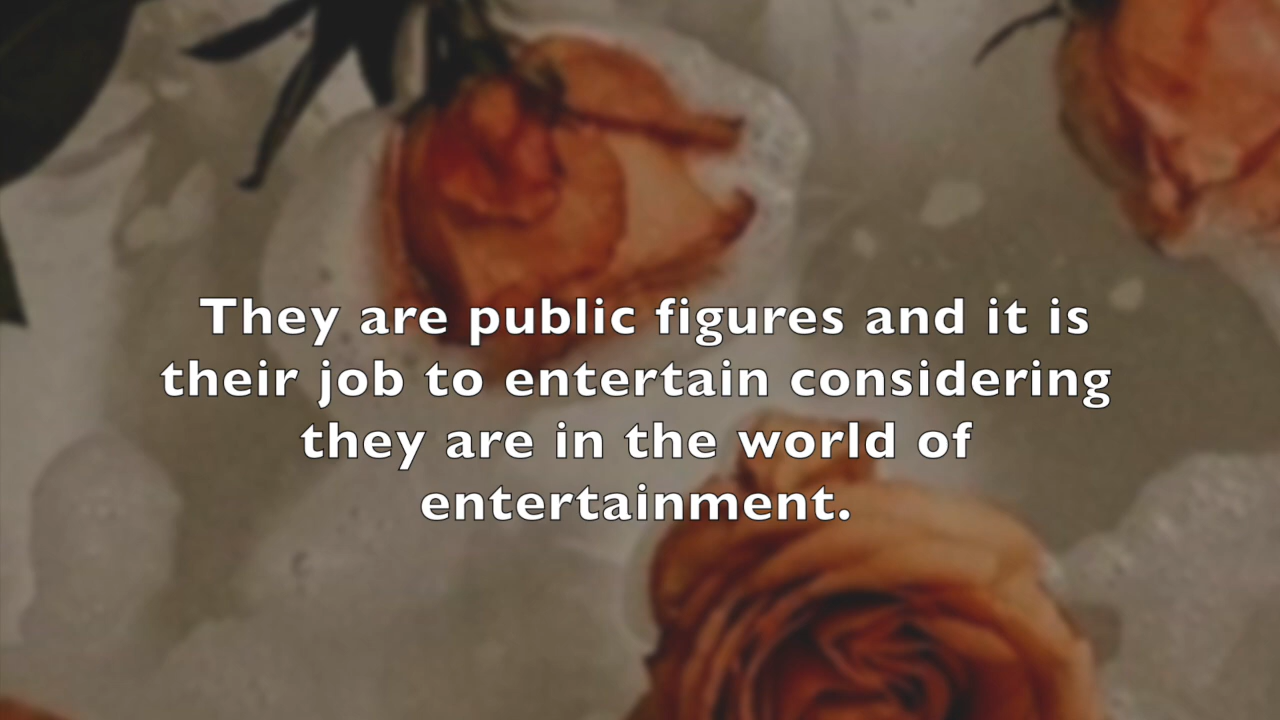 They are public figures and it is
their job to entertain considering
they are in the world of
entertainment.